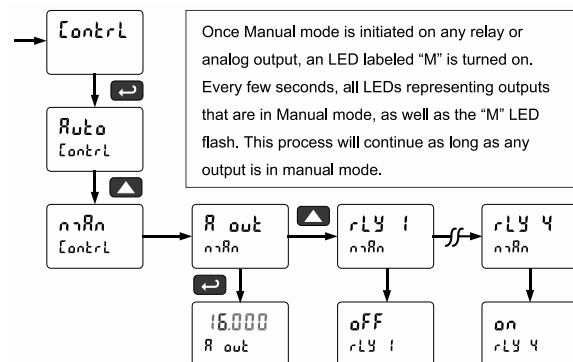 Contrl
Once Manual mode is initiated on any relay or
analog output, an LED labeled “M” is turned on.
Every few seconds, all LEDs representing outputs
that are in Manual mode, as well as the “M” LED
flash. This process will continue as long as any
output is in manual mode.
Auto
Contrl
mAn
Contrl
A out
mAn
rLY 1
mAn
rLY 4
mAn
16.000
A out
oFF
rLY 1
on
rLY 4